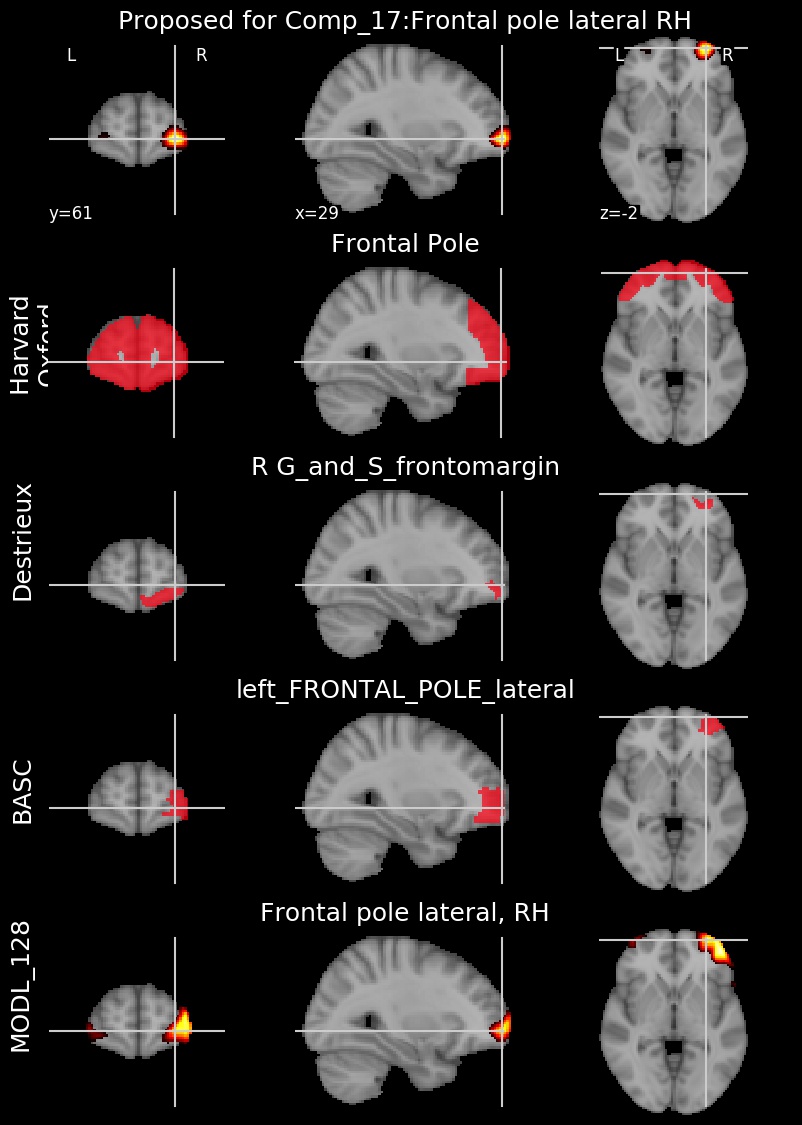 Proposed for Comp_17:Frontal pole lateral RH
L R
L R
y=61 x=29 z=-2
Frontal Pole
Harvard
Oxford
R G_and_S_frontomargin
Destrieux
left_FRONTAL_POLE_lateral
BASC
Frontal pole lateral, RH
MODL_128